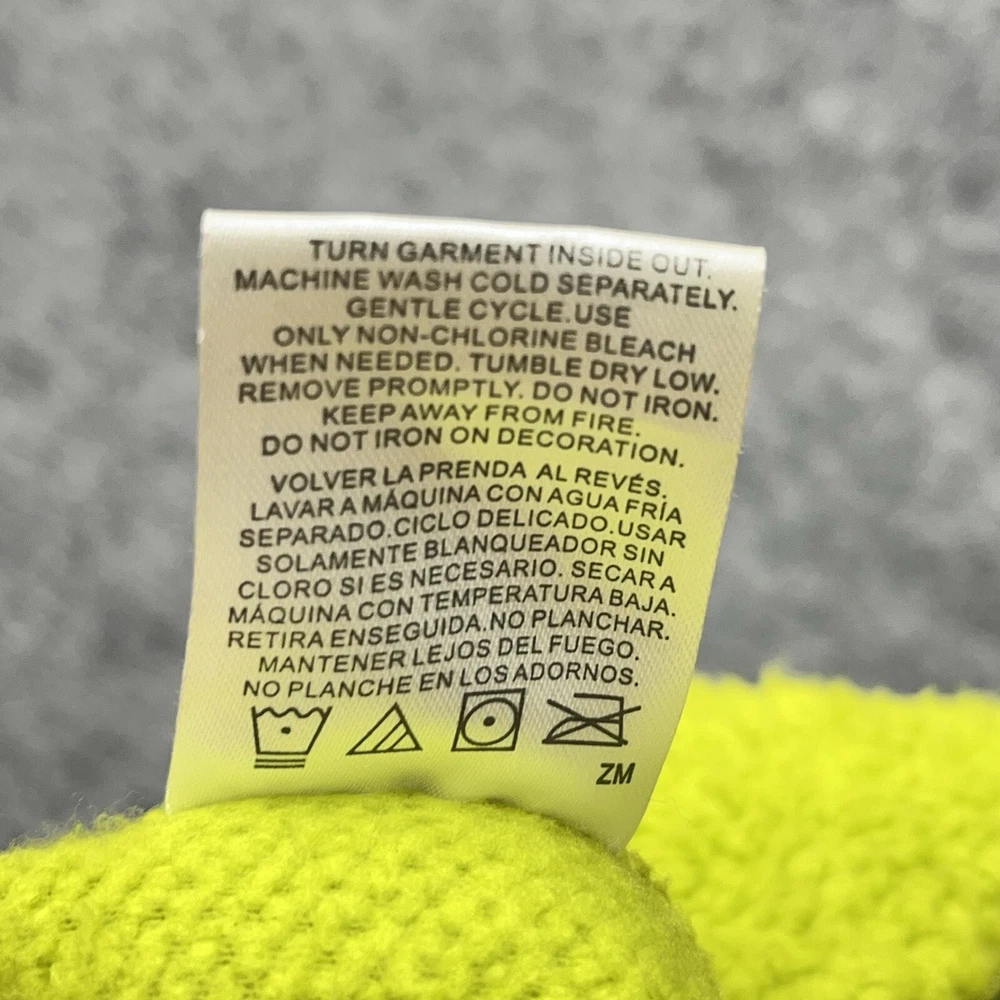 TURN GARMENT INSIDE OUT.
MACHINE WASH COLD SEPARATELY.
GENTLE CYCLE.USE
ONLY NON-CHLORINE BLEACH
WHEN NEEDED. TUMBLE DRY LOW.
REMOVE PROMPTLY. DO NOT IRON.
KEEP AWAY FROM FIRE.
DO NOT IRON ON DECORATION.
VOLVER LA PRENDA AL REVÉS.
LAVAR A MÁQUINA CON AGUA FRÍA
SEPARADO.CICLO DELICADO.USAR
SOLAMENTE BLANQUEADOR SIN
CLORO SI ES NECESARIO. SECAR A
MÁQUINA CON TEMPERATURA BAJA.
RETIRA ENSEGUIDA.NO PLANCHAR.
MANTENER LEJOS DEL FUEGO.
NO PLANCHE EN LOS ADORNOS.
ZM